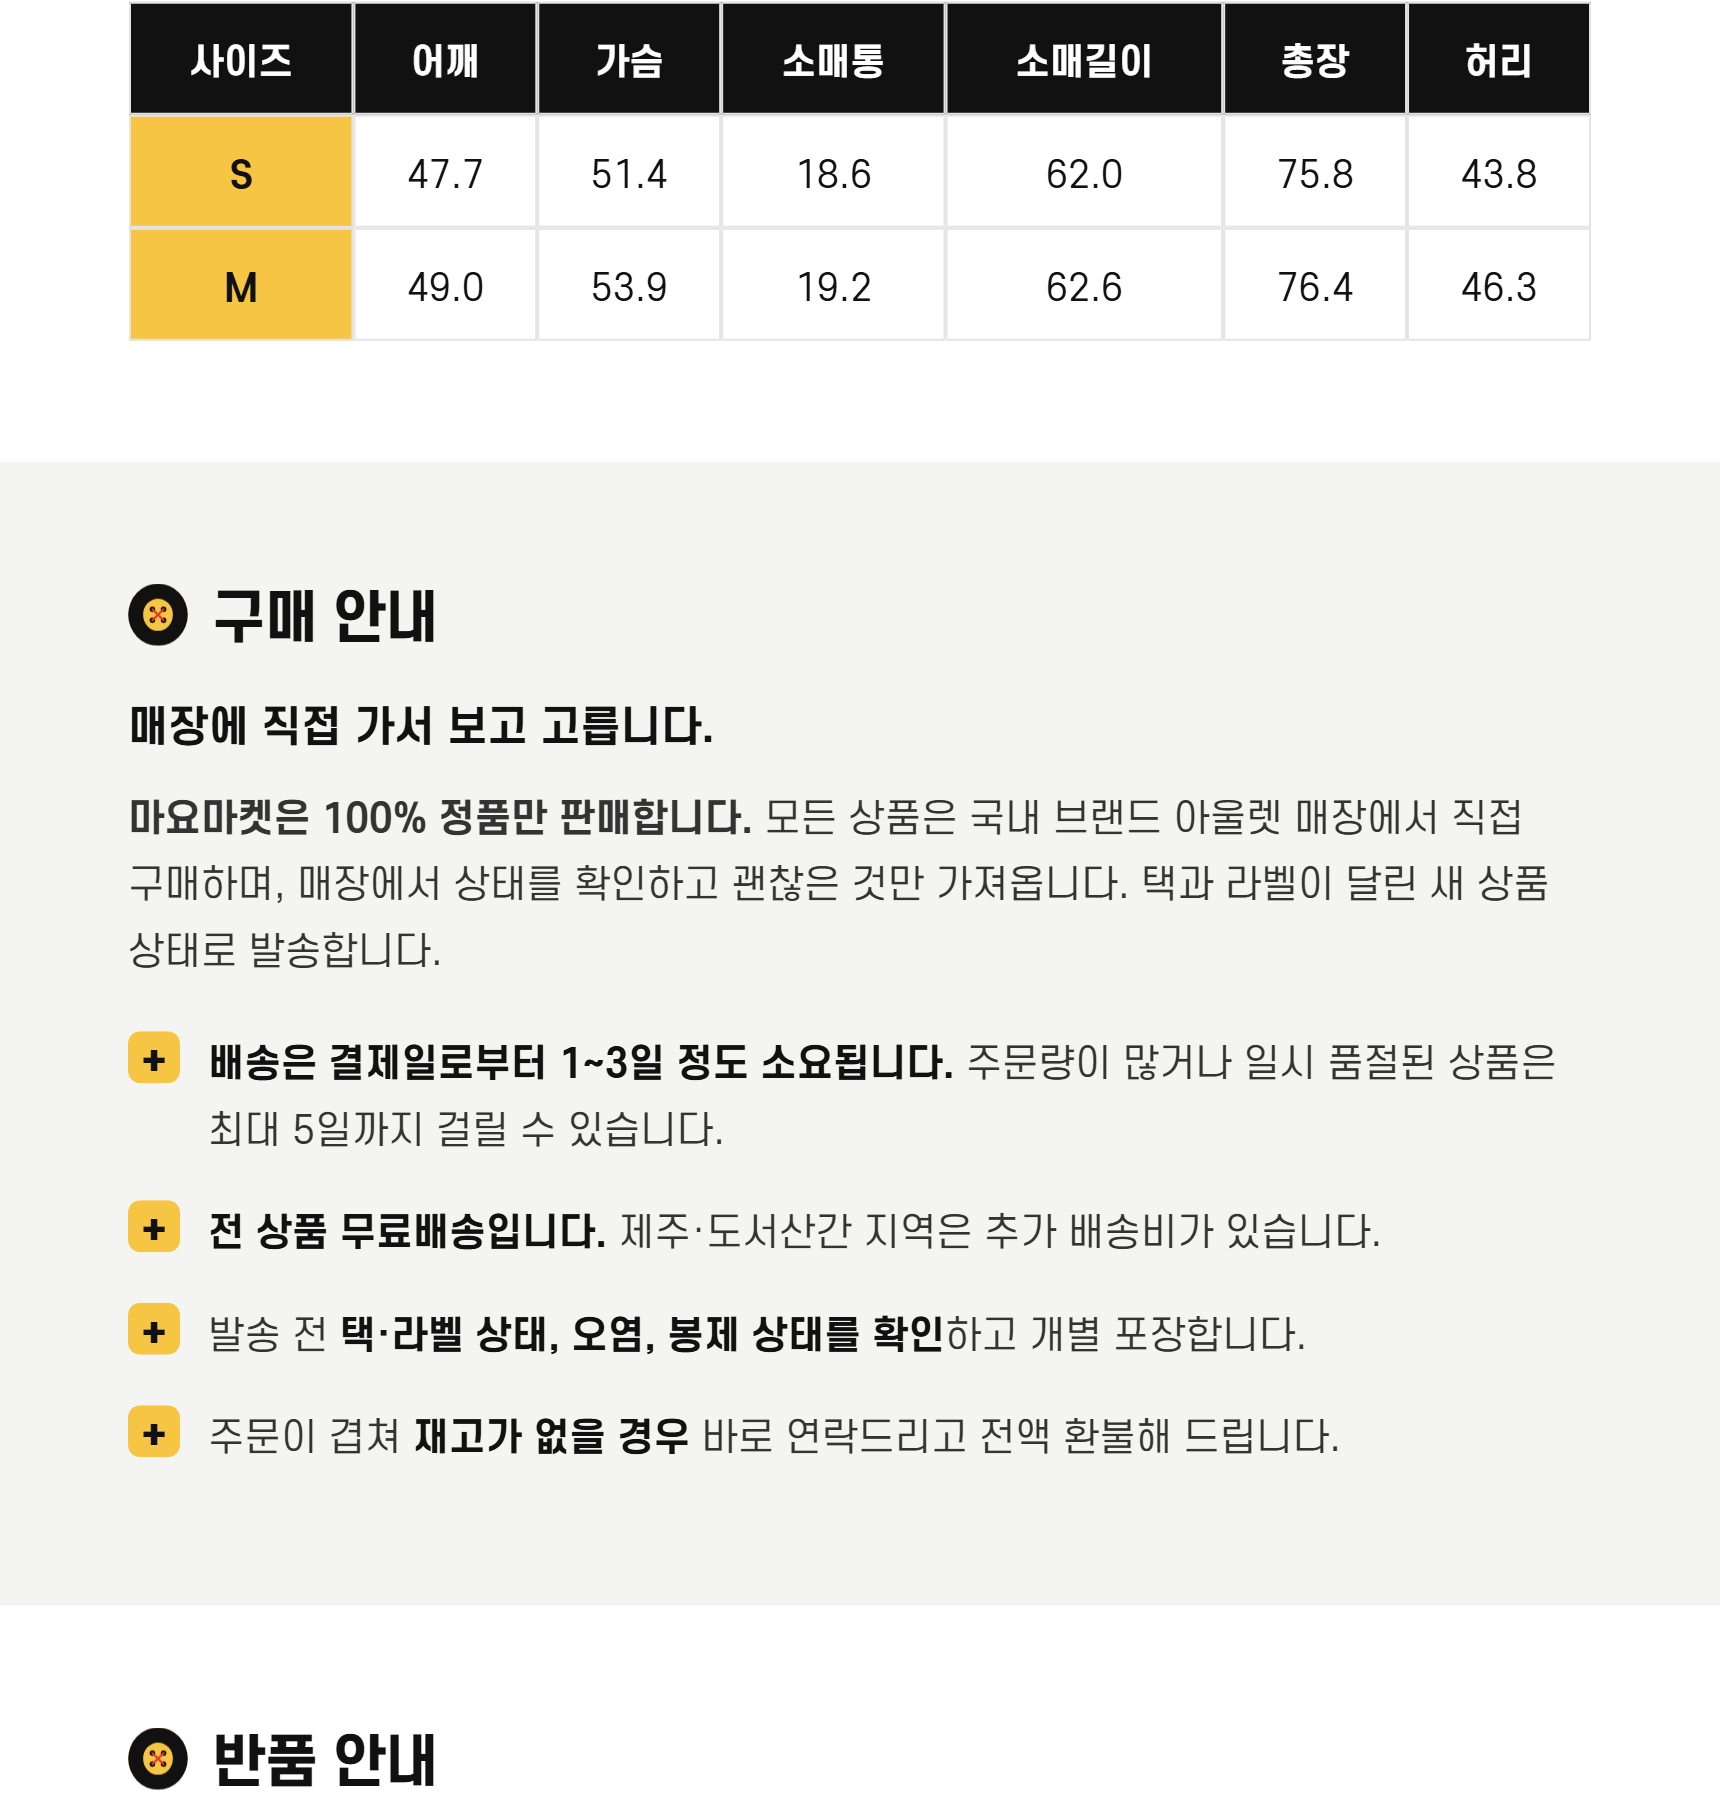 사이즈 어깨 가슴 소매통 소매길이 총장 허리
S 47.7 51.4 18.6 62.0 75.8 43.8
M 49.0 53.9 19.2 62.6 76.4 46.3
구매 안내
매장에 직접 가서 보고 고릅니다.
마요마켓은 100% 정품만 판매합니다. 모든 상품은 국내 브랜드 아울렛 매장에서 직접
구매하며, 매장에서 상태를 확인하고 괜찮은 것만 가져옵니다. 택과 라벨이 달린 새 상품
상태로 발송합니다.
+ 배송은 결제일로부터 1~3일 정도 소요됩니다. 주문량이 많거나 일시 품절된 상품은
최대 5일까지 걸릴 수 있습니다.
+ 전 상품 무료배송입니다. 제주·도서산간 지역은 추가 배송비가 있습니다.
+ 발송 전 택·라벨 상태, 오염, 봉제 상태를 확인하고 개별 포장합니다.
+ 주문이 겹쳐 재고가 없을 경우 바로 연락드리고 전액 환불해 드립니다.
반품 안내